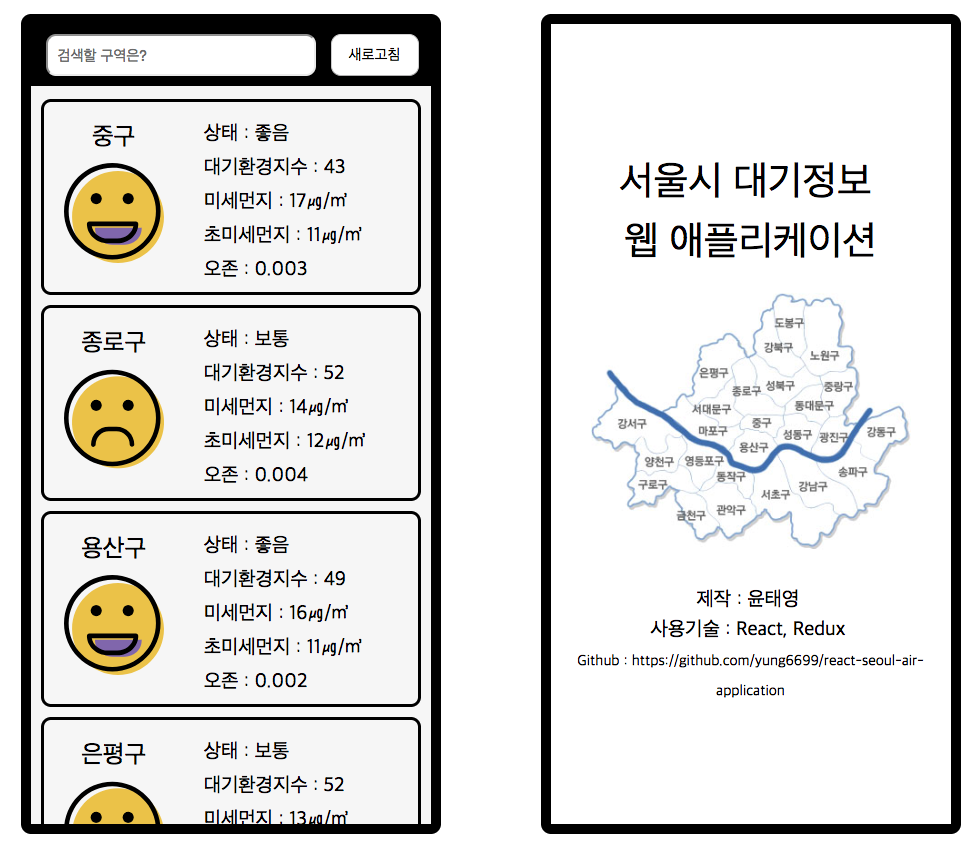 검색할 구역은?
새로고침
중구
상태 : 좋음
대기환경지수 : 43
미세먼지 : 17㎍/㎥
초미세먼지 : 11㎍/㎥
오존 : 0.003
종로구
상태 : 보통
대기환경지수 : 52
미세먼지 : 14㎍/㎥
초미세먼지 : 12㎍/㎥
오존 : 0.004
용산구
상태 : 좋음
대기환경지수 : 49
미세먼지 : 16㎍/㎥
초미세먼지 : 11㎍/㎥
오존 : 0.002
은평구
상태 : 보통
대기환경지수 : 52
미세먼지 : 13㎍/㎥
서울시 대기정보
웹 애플리케이션
도봉구
강북구
노원구
은평구
종로구
성북구
중랑구
서대문구
동대문구
강서구
마포구
중구
용산구
성동구
광진구
강동구
양천구
영등포구
동작구
송파구
구로구
서초구
강남구
금천구
관악구
제작 : 윤태영
사용기술 : React, Redux
Github : https://github.com/yung6699/react-seoul-air-
application